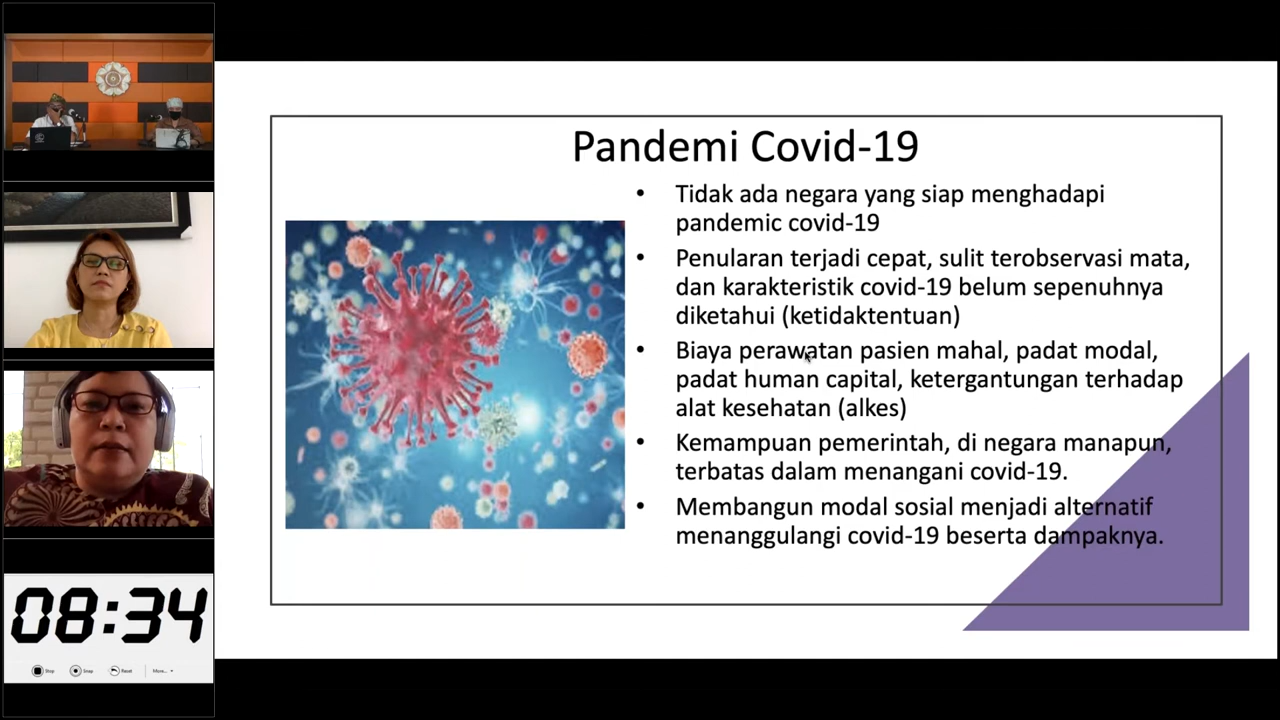 Pandemi Covid-19
• Tidak ada negara yang siap menghadapi
pandemic covid-19
• Penularan terjadi cepat, sulit terobservasi mata,
dan karakteristik covid-19 belum sepenuhnya
diketahui (ketidaktentuan)
• Biaya perawatan pasien mahal, padat modal,
padat human capital, ketergantungan terhadap
alat kesehatan (alkes)
• Kemampuan pemerintah, di negara manapun,
terbatas dalam menangani covid-19.
• Membangun modal sosial menjadi alternatif
menanggulangi covid-19 beserta dampaknya.
08:34
Stop Snap Reset More...